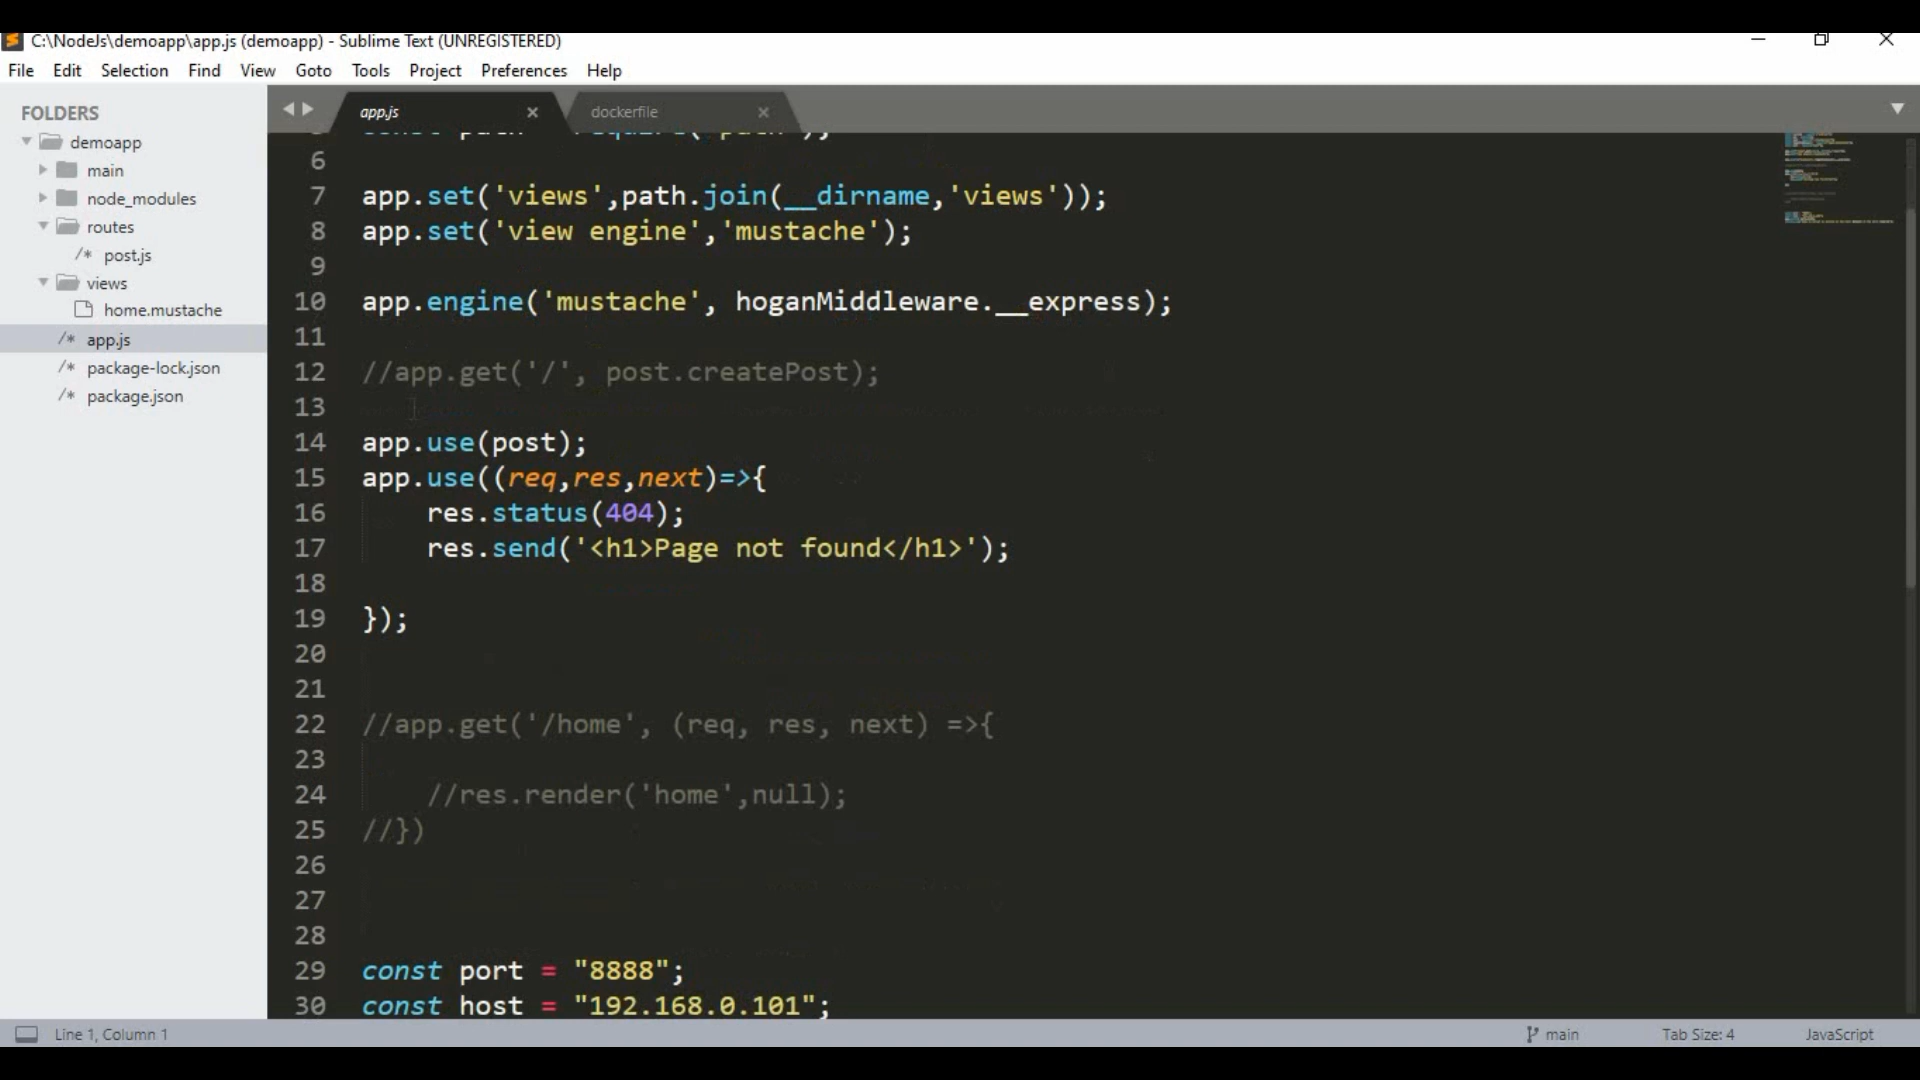 C:\NodeJs\demoapp\app.js (demoapp) - Sublime Text (UNREGISTERED)
File Edit Selection Find View Goto Tools Project Preferences Help
FOLDERS
demoapp
main
node_modules
routes
/* post.js
views
home.mustache
/* app.js
/* package-lock.json
/* package.json
app.js × dockerfile ×
const path = require('path');
6
7 app.set('views',path.join(__dirname,'views'));
8 app.set('view engine','mustache');
9
10 app.engine('mustache', hoganMiddleware.__express);
11
12 //app.get('/', post.createPost);
13
14 app.use(post);
15 app.use((req,res,next)=>{
16 res.status(404);
17 res.send('<h1>Page not found</h1>');
18
19 });
20
21
22 //app.get('/home', (req, res, next) =>{
23
24 //res.render('home',null);
25 //})
26
27
28
29 const port = "8888";
30 const host = "192.168.0.101";
Line 1, Column 1 main Tab Size: 4 JavaScript